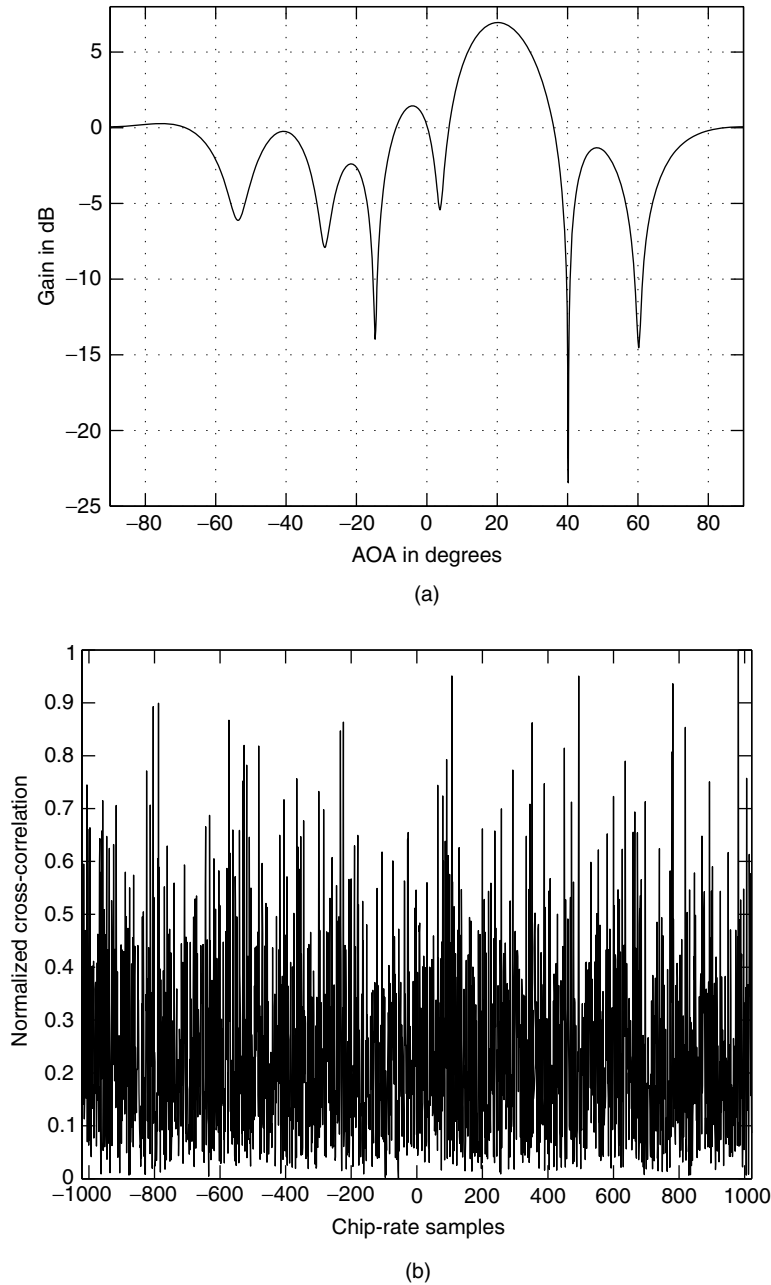 5
0
−5
−10
−15
−20
−25
Gain in dB
−80 −60 −40 −20 0 20 40 60 80
AOA in degrees
(a)
1
0.9
0.8
0.7
0.6
0.5
0.4
0.3
0.2
0.1
0
Normalized cross-correlation
−1000 −800 −600 −400 −200 0 200 400 600 800 1000
Chip-rate samples
(b)